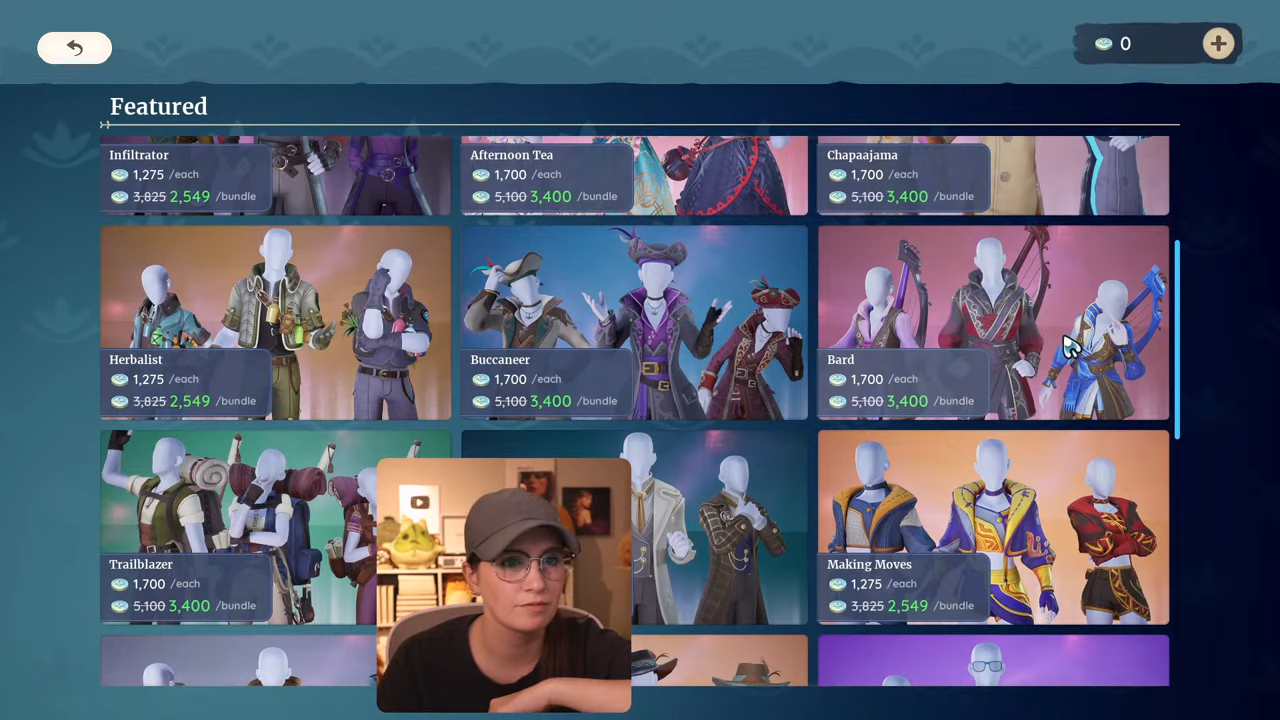 0
Featured
Infiltrator
1,275 /each
3,825 2,549 /bundle
Afternoon Tea
1,700 /each
5,100 3,400 /bundle
Chapaajama
1,700 /each
5,100 3,400 /bundle
Herbalist
1,275 /each
3,825 2,549 /bundle
Buccaneer
1,700 /each
5,100 3,400 /bundle
Bard
1,700 /each
5,100 3,400 /bundle
Trailblazer
1,700 /each
5,100 3,400 /bundle
Making Moves
1,275 /each
3,825 2,549 /bundle